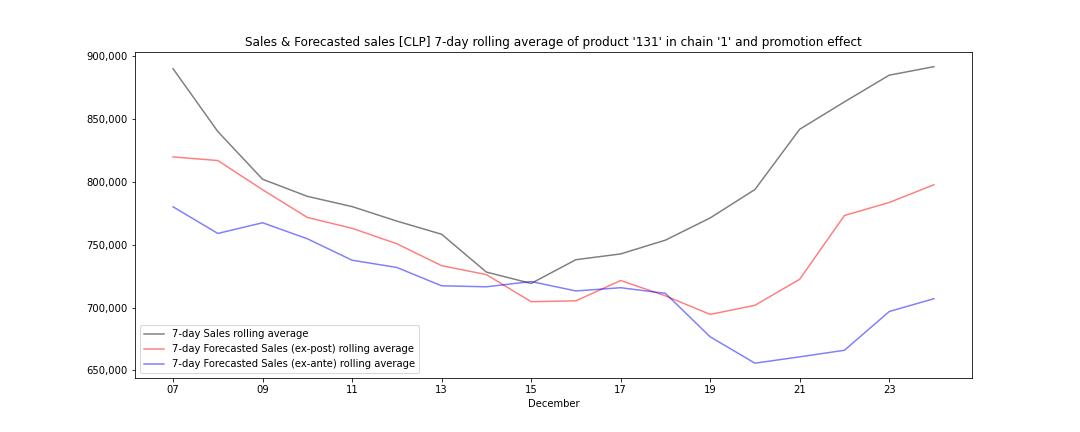 Sales & Forecasted sales [CLP] 7-day rolling average of product '131' in chain '1' and promotion effect
900,000
850,000
800,000
750,000
700,000
650,000
7-day Sales rolling average
7-day Forecasted Sales (ex-post) rolling average
7-day Forecasted Sales (ex-ante) rolling average
07 09 11 13 15 17 19 21 23
December